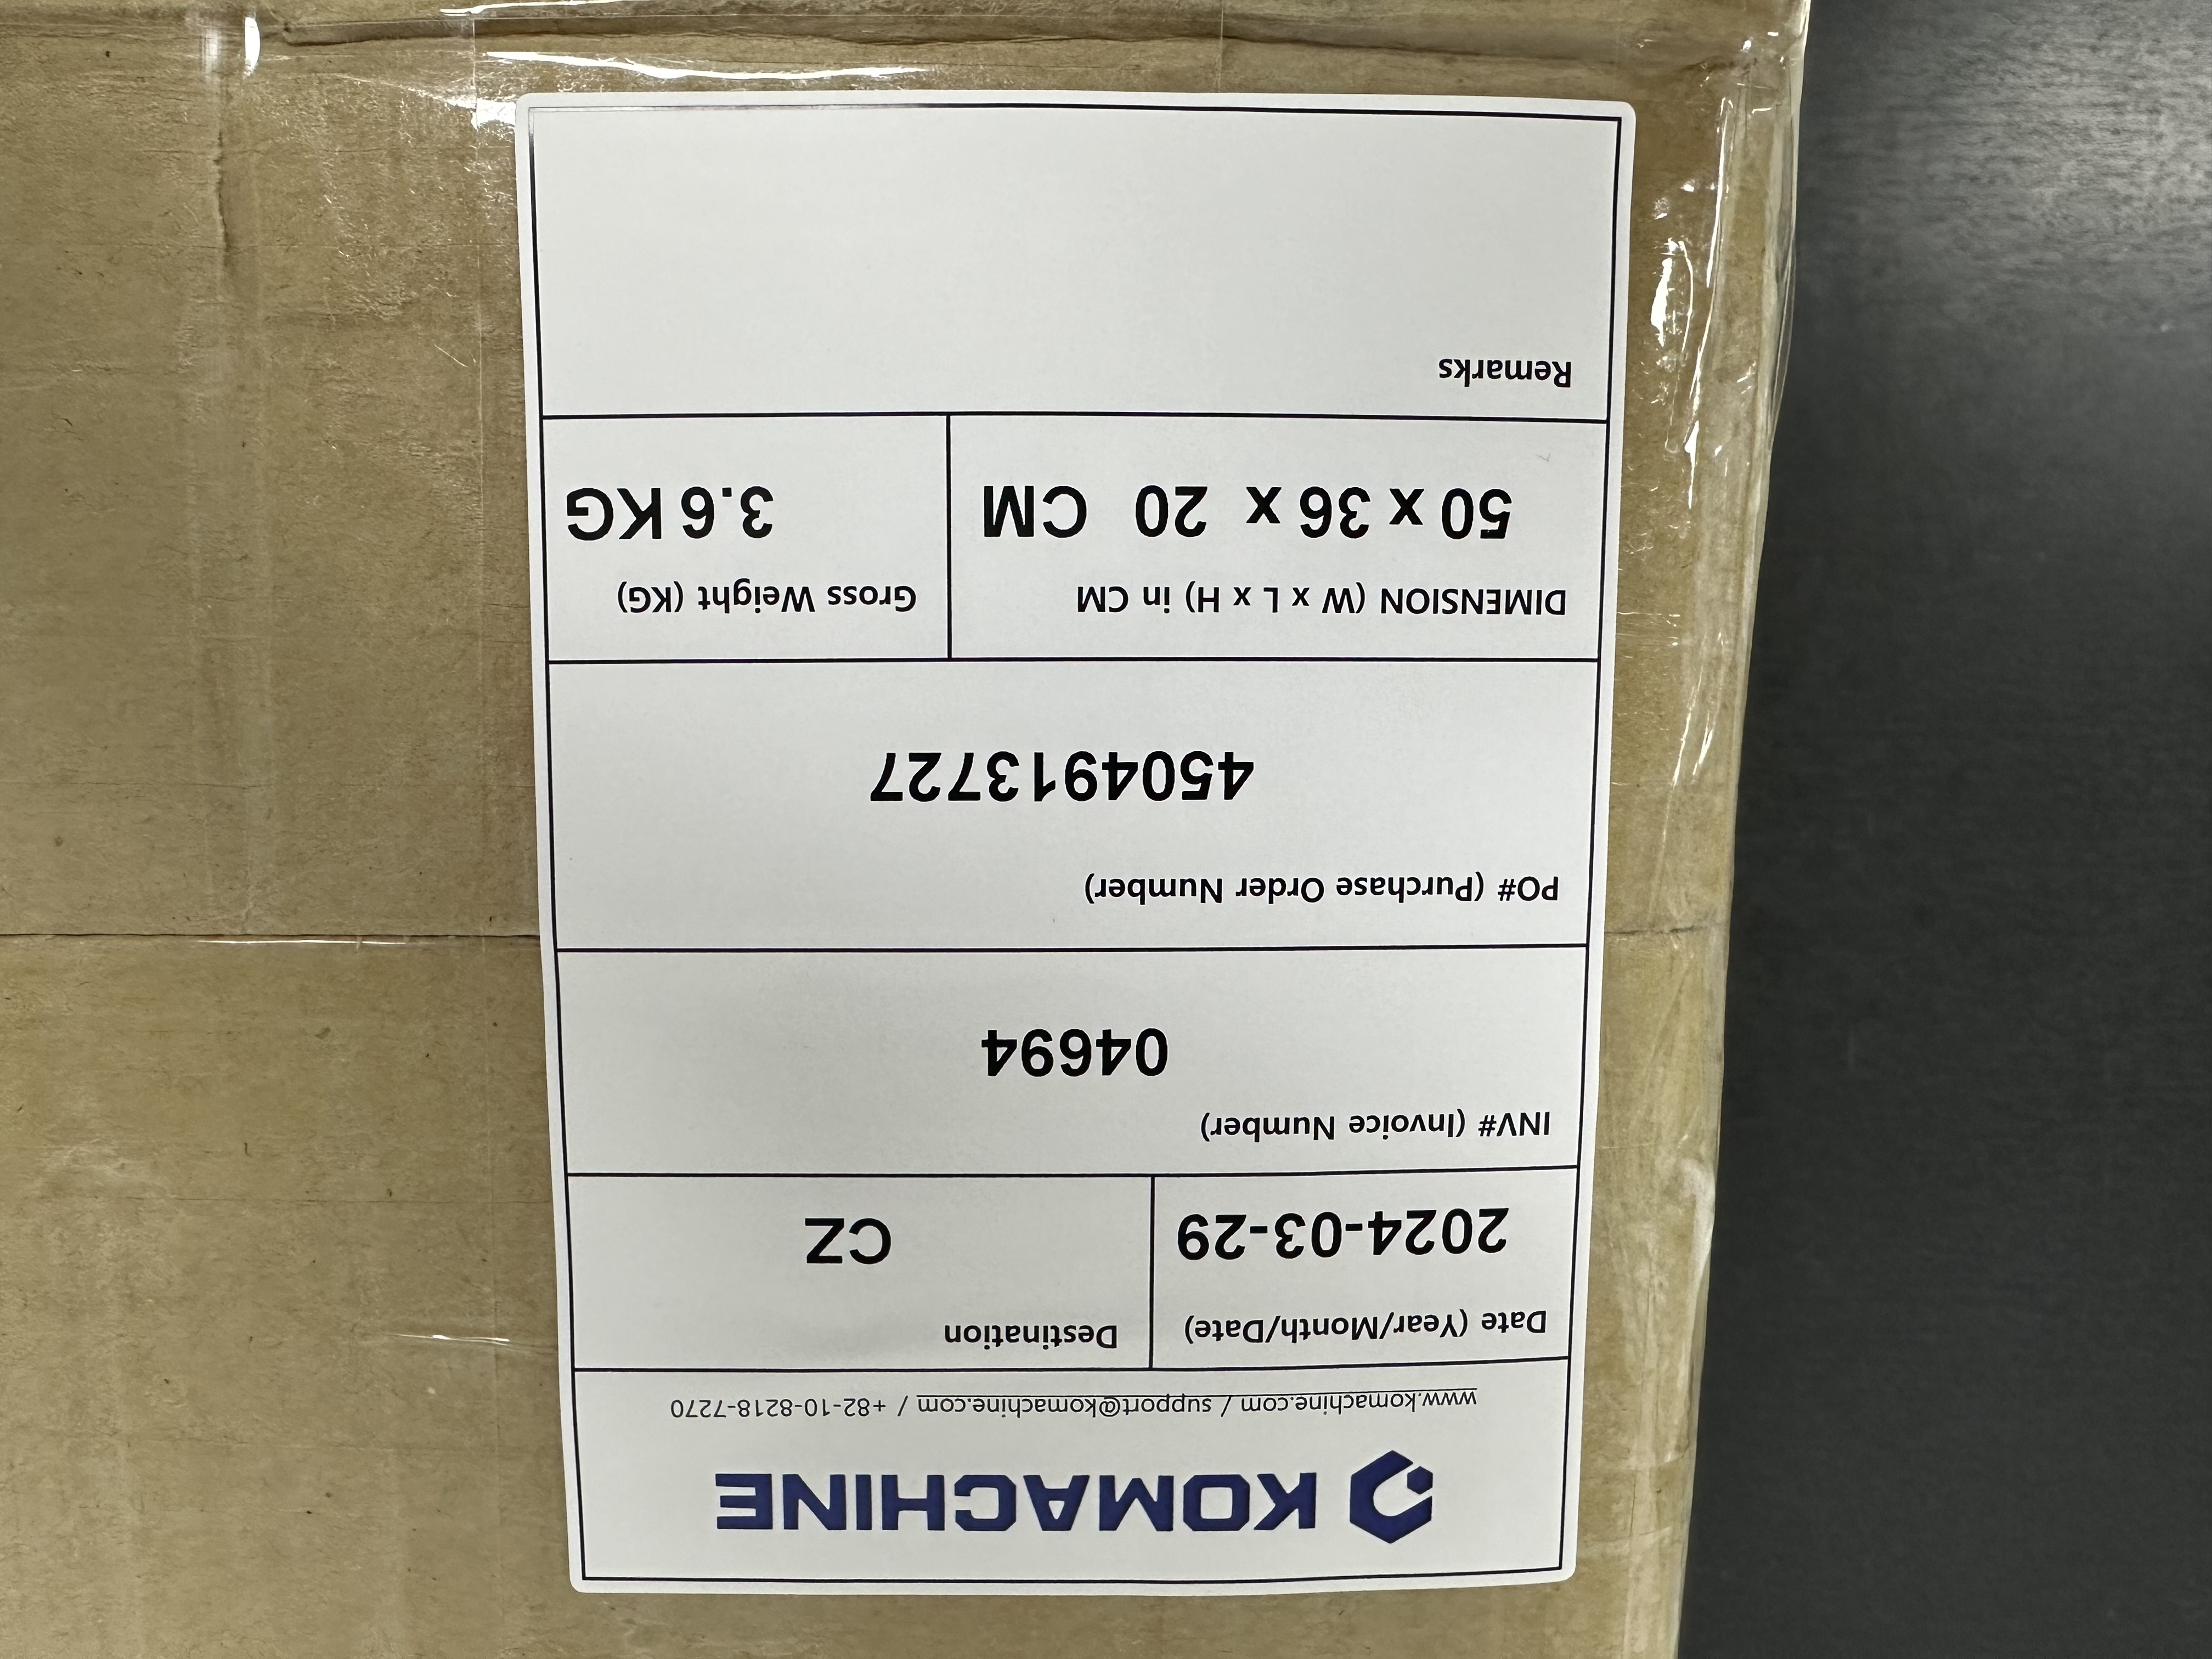 KOMACHINE
www.komachine.com / support@komachine.com / +82-10-8218-7270
Date (Year/Month/Date)
2024-03-29
Destination
CZ
INV# (Invoice Number)
04694
PO# (Purchase Order Number)
4504913727
DIMENSION (W x L x H) in CM
50 x 36 x 20 CM
Gross Weight (KG)
3.6 KG
Remarks